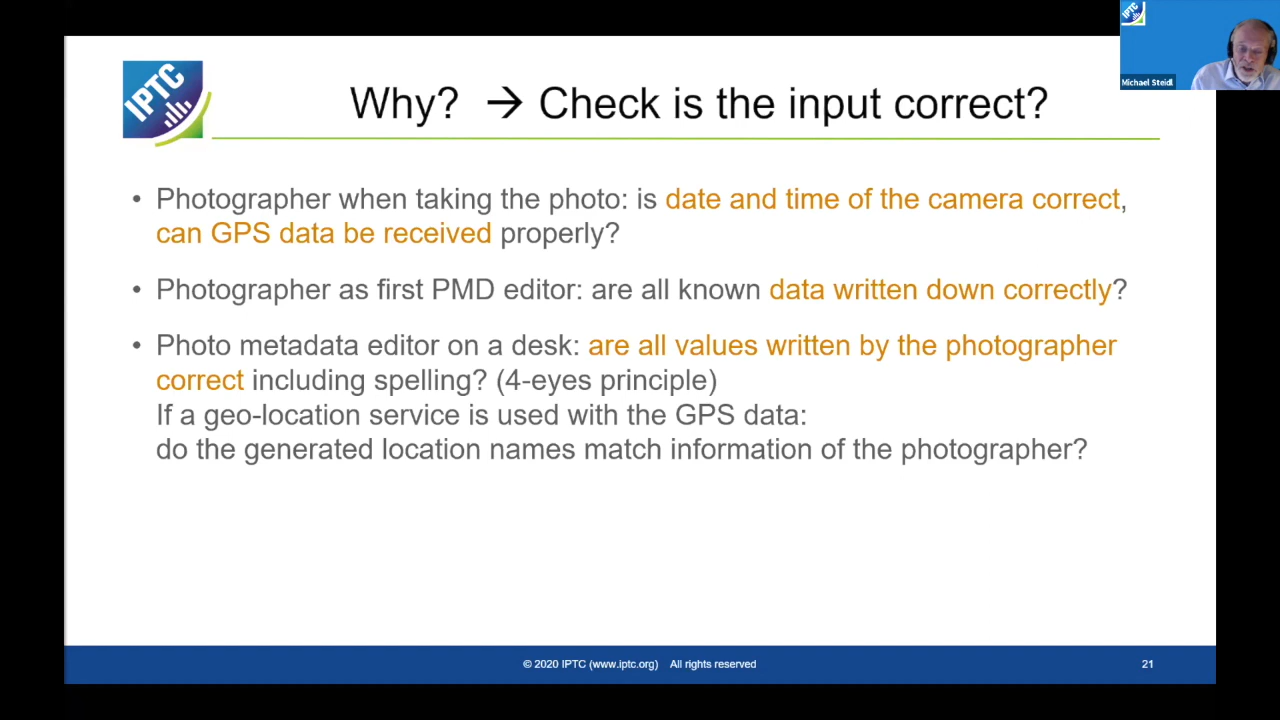 IPTC
Michael Steidl
IPTC
Why? → Check is the input correct?
• Photographer when taking the photo: is date and time of the camera correct,
can GPS data be received properly?
• Photographer as first PMD editor: are all known data written down correctly?
• Photo metadata editor on a desk: are all values written by the photographer
correct including spelling? (4-eyes principle)
If a geo-location service is used with the GPS data:
do the generated location names match information of the photographer?
© 2020 IPTC (www.iptc.org) All rights reserved
21